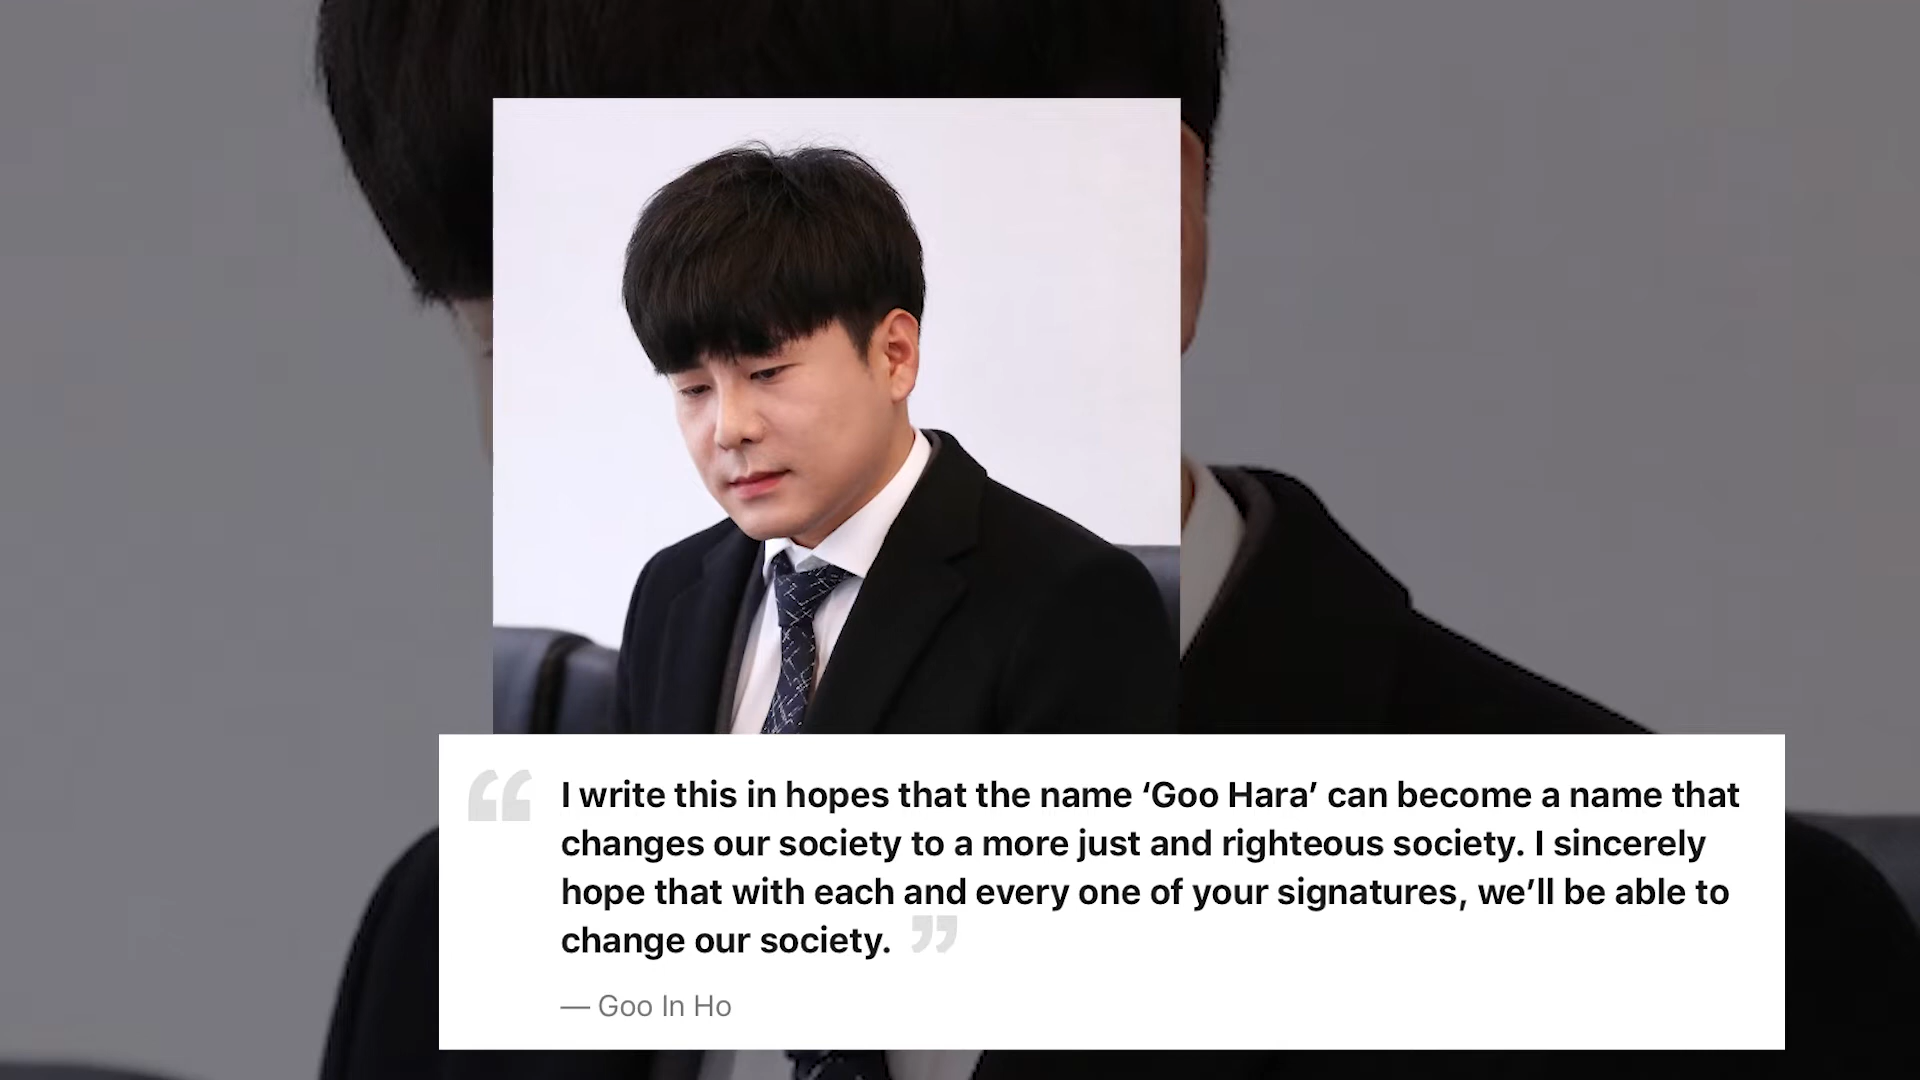 “ I write this in hopes that the name ‘Goo Hara’ can become a name that
changes our society to a more just and righteous society. I sincerely
hope that with each and every one of your signatures, we’ll be able to
change our society. ”
— Goo In Ho